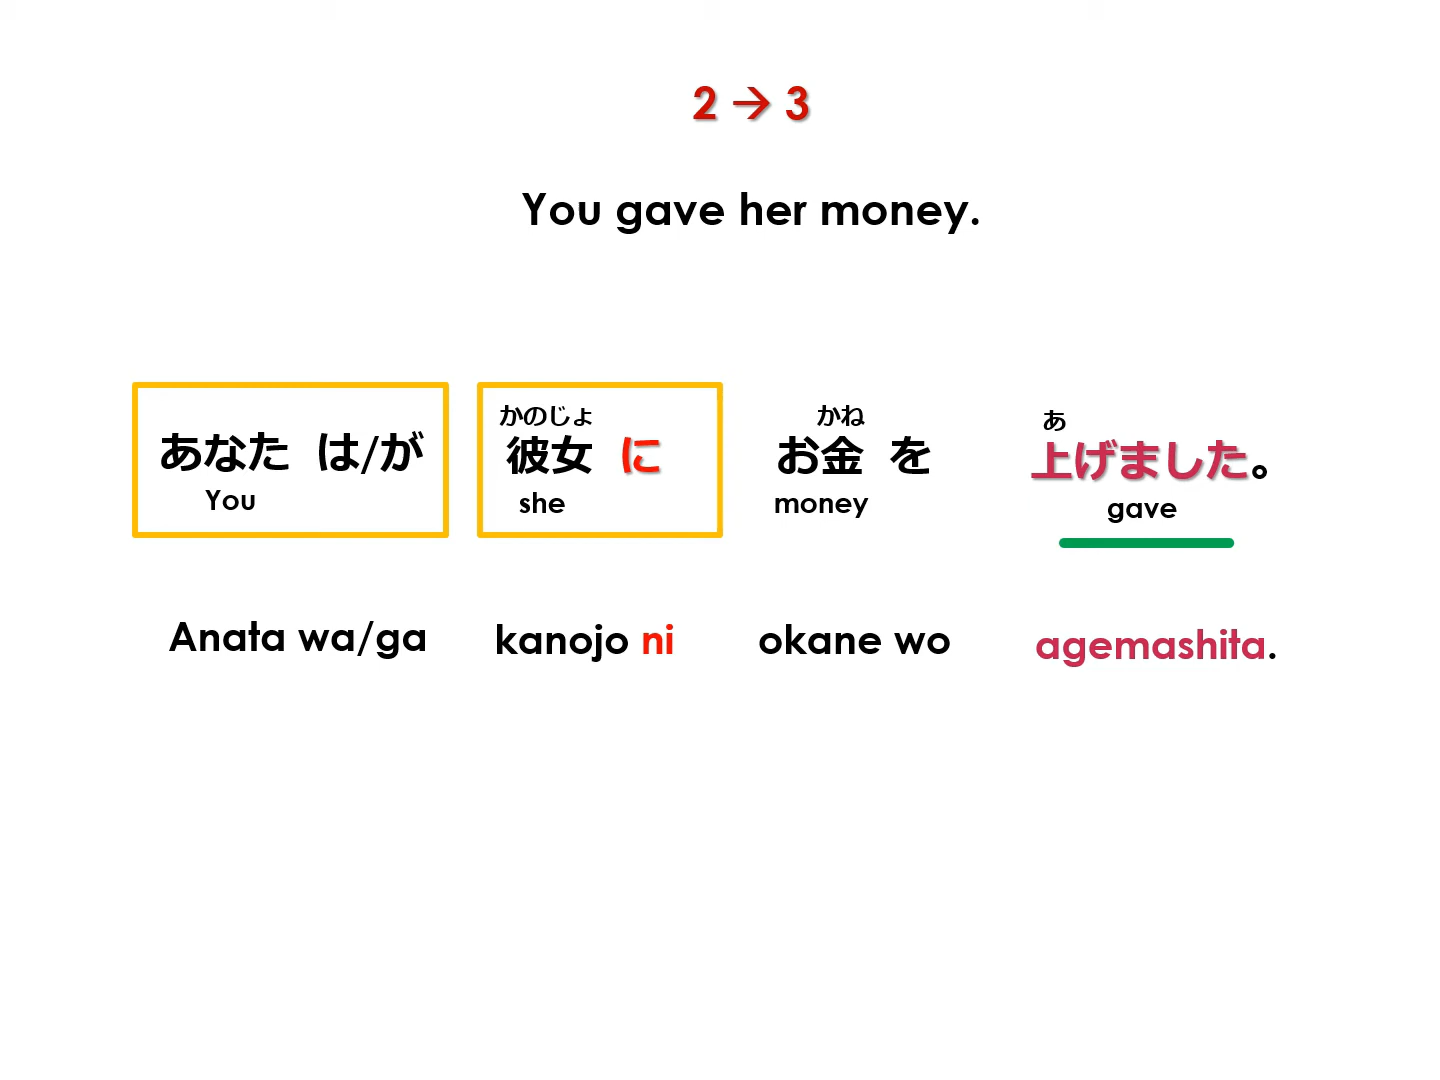 2 → 3
You gave her money.
かのじょ かね あ
あなた は/が 彼女 に お金 を 上げました。
You she money gave
Anata wa/ga kanojo ni okane wo agemashita.